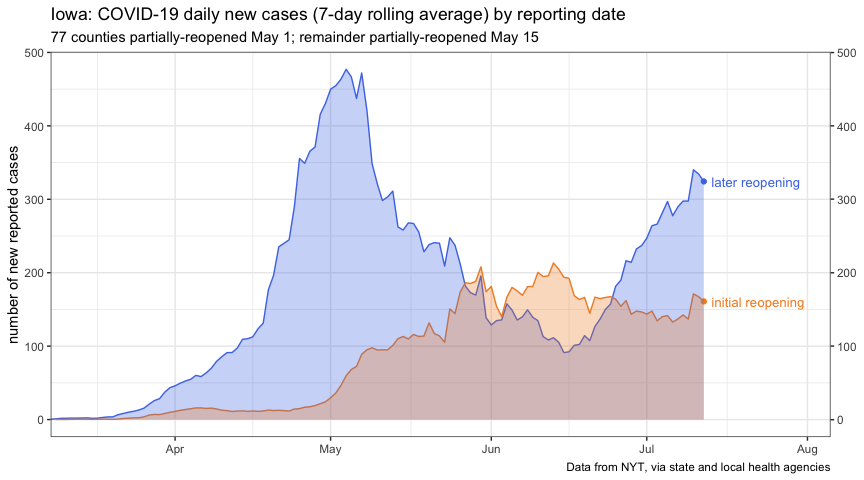 Iowa: COVID-19 daily new cases (7-day rolling average) by reporting date
77 counties partially-reopened May 1; remainder partially-reopened May 15
500
500
400
400
300
300
200
200
100
100
0
0
number of new reported cases
later reopening
initial reopening
Apr
May
Jun
Jul
Aug
Data from NYT, via state and local health agencies